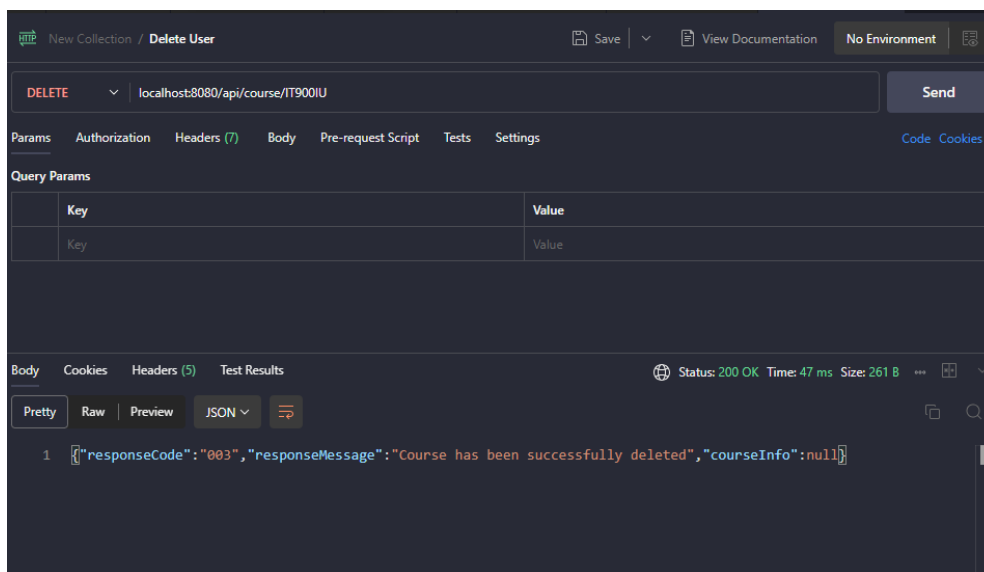 HTTP New Collection / Delete User Save View Documentation No Environment
DELETE localhost:8080/api/course/IT900IU Send
Params Authorization Headers (7) Body Pre-request Script Tests Settings Code Cookies
Query Params
Key Value
Key Value
Body Cookies Headers (5) Test Results Status: 200 OK Time: 47 ms Size: 261 B
Pretty Raw Preview JSON
1 {"responseCode":"003","responseMessage":"Course has been successfully deleted","courseInfo":null}